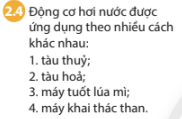 2.4 Động cơ hơi nước được
ứng dụng theo nhiều cách
khác nhau:
1. tàu thuỷ;
2. tàu hoả;
3. máy tuốt lúa mì;
4. máy khai thác than.